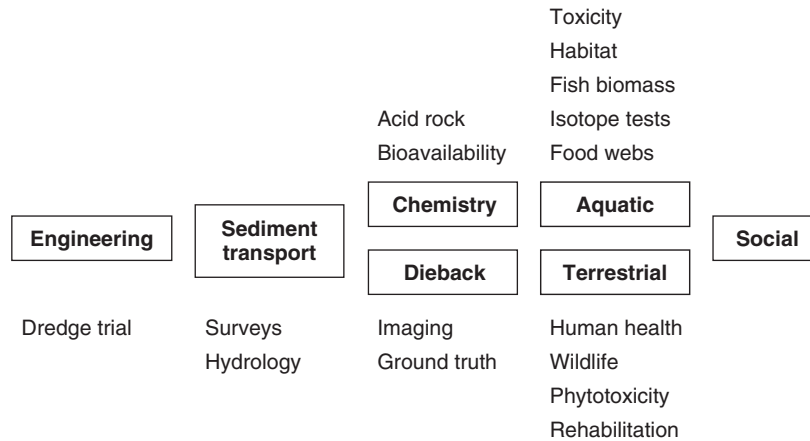 Toxicity
Habitat
Fish biomass
Acid rock
Isotope tests
Bioavailability
Food webs
Chemistry
Aquatic
Engineering
Sediment
transport
Social
Dieback
Terrestrial
Dredge trial
Surveys
Imaging
Human health
Hydrology
Ground truth
Wildlife
Phytotoxicity
Rehabilitation